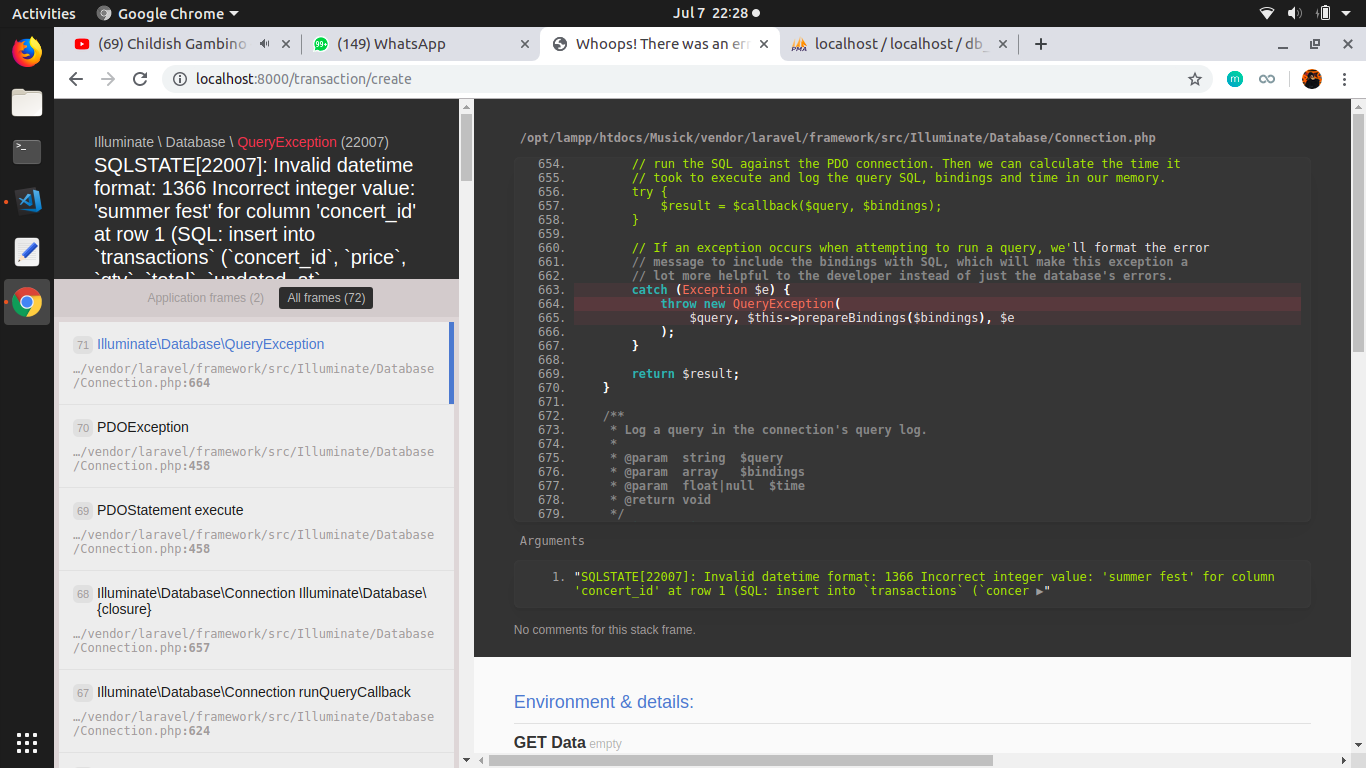 Activities
Google Chrome
Jul 7 22:28
(69) Childish Gambino
(149) WhatsApp
Whoops! There was an err
localhost / localhost / db_
99+
PMA
localhost:8000/transaction/create
m
Illuminate \ Database \ QueryException (22007)
SQLSTATE[22007]: Invalid datetime
format: 1366 Incorrect integer value:
'summer fest' for column 'concert_id'
at row 1 (SQL: insert into
`transactions` (`concert_id`, `price`,
`qty`, `total`, `updated_at`,
Application frames (2)
All frames (72)
71 Illuminate\Database\QueryException
…/vendor/laravel/framework/src/Illuminate/Database
/Connection.php:664
70 PDOException
…/vendor/laravel/framework/src/Illuminate/Database
/Connection.php:458
69 PDOStatement execute
…/vendor/laravel/framework/src/Illuminate/Database
/Connection.php:458
68 Illuminate\Database\Connection Illuminate\Database\
{closure}
…/vendor/laravel/framework/src/Illuminate/Database
/Connection.php:657
67 Illuminate\Database\Connection runQueryCallback
…/vendor/laravel/framework/src/Illuminate/Database
/Connection.php:624
/opt/lampp/htdocs/Musick/vendor/laravel/framework/src/Illuminate/Database/Connection.php
654. // run the SQL against the PDO connection. Then we can calculate the time it
655. // took to execute and log the query SQL, bindings and time in our memory.
656. try {
657. $result = $callback($query, $bindings);
658. }
659.
660. // If an exception occurs when attempting to run a query, we'll format the error
661. // message to include the bindings with SQL, which will make this exception a
662. // lot more helpful to the developer instead of just the database's errors.
663. catch (Exception $e) {
664. throw new QueryException(
665. $query, $this->prepareBindings($bindings), $e
666. );
667. }
668.
669. return $result;
670. }
671.
672. /**
673. * Log a query in the connection's query log.
674. *
675. * @param string $query
676. * @param array $bindings
677. * @param float|null $time
678. * @return void
679. */
Arguments
1. "SQLSTATE[22007]: Invalid datetime format: 1366 Incorrect integer value: 'summer fest' for column
'concert_id' at row 1 (SQL: insert into `transactions` (`concer ▶"
No comments for this stack frame.
Environment & details:
GET Data empty